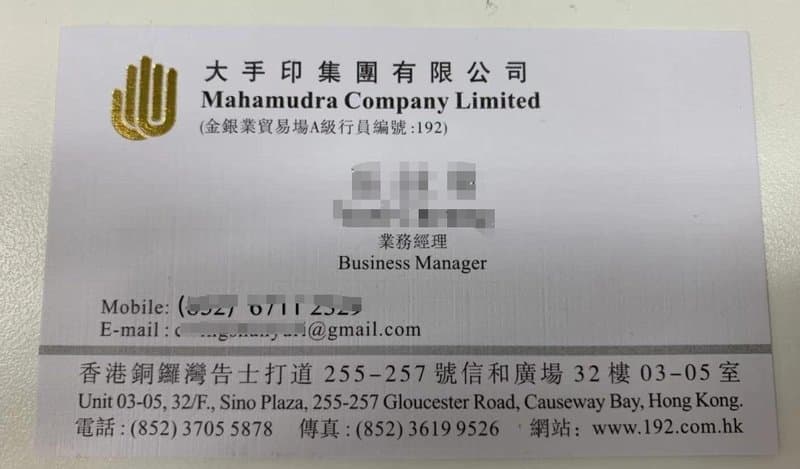 大手印集團有限公司
Mahamudra Company Limited
(金銀業貿易場A級行員編號:192)
業務經理
Business Manager
Mobile:
E-mail : @gmail.com
香港銅鑼灣告士打道 255-257 號信和廣場 32 樓 03-05 室
Unit 03-05, 32/F., Sino Plaza, 255-257 Gloucester Road, Causeway Bay, Hong Kong.
電話 : (852) 3705 5878 傳真 : (852) 3619 9526 網站：www.192.com.hk